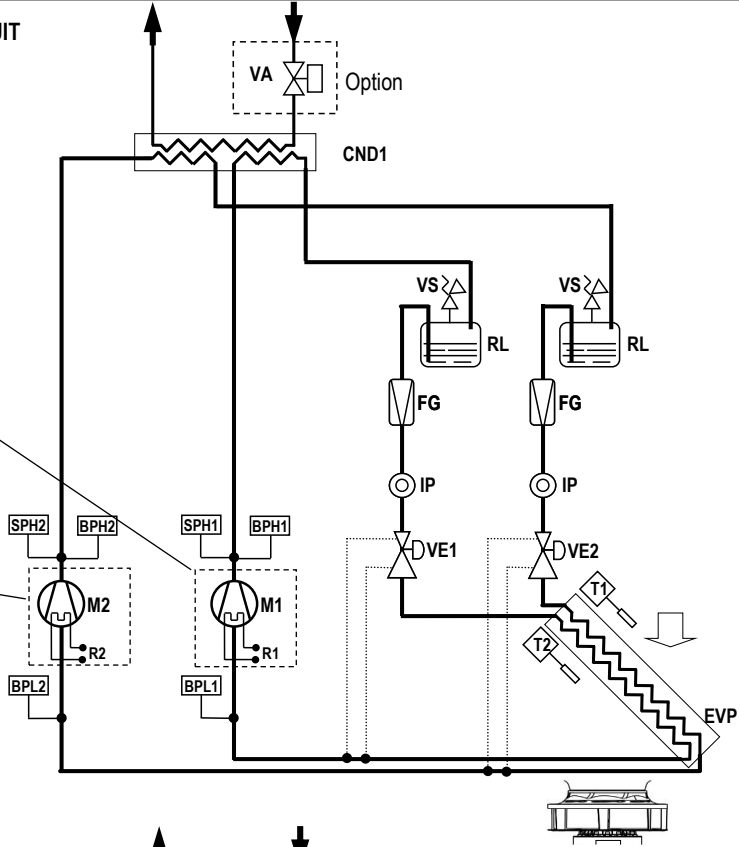 UIT
VA
Option
CND1
VS
VS
RL
RL
FG
FG
IP
IP
SPH2
BPH2
SPH1
BPH1
VE1
VE2
M2
M1
T1
R2
R1
T2
BPL2
BPL1
EVP